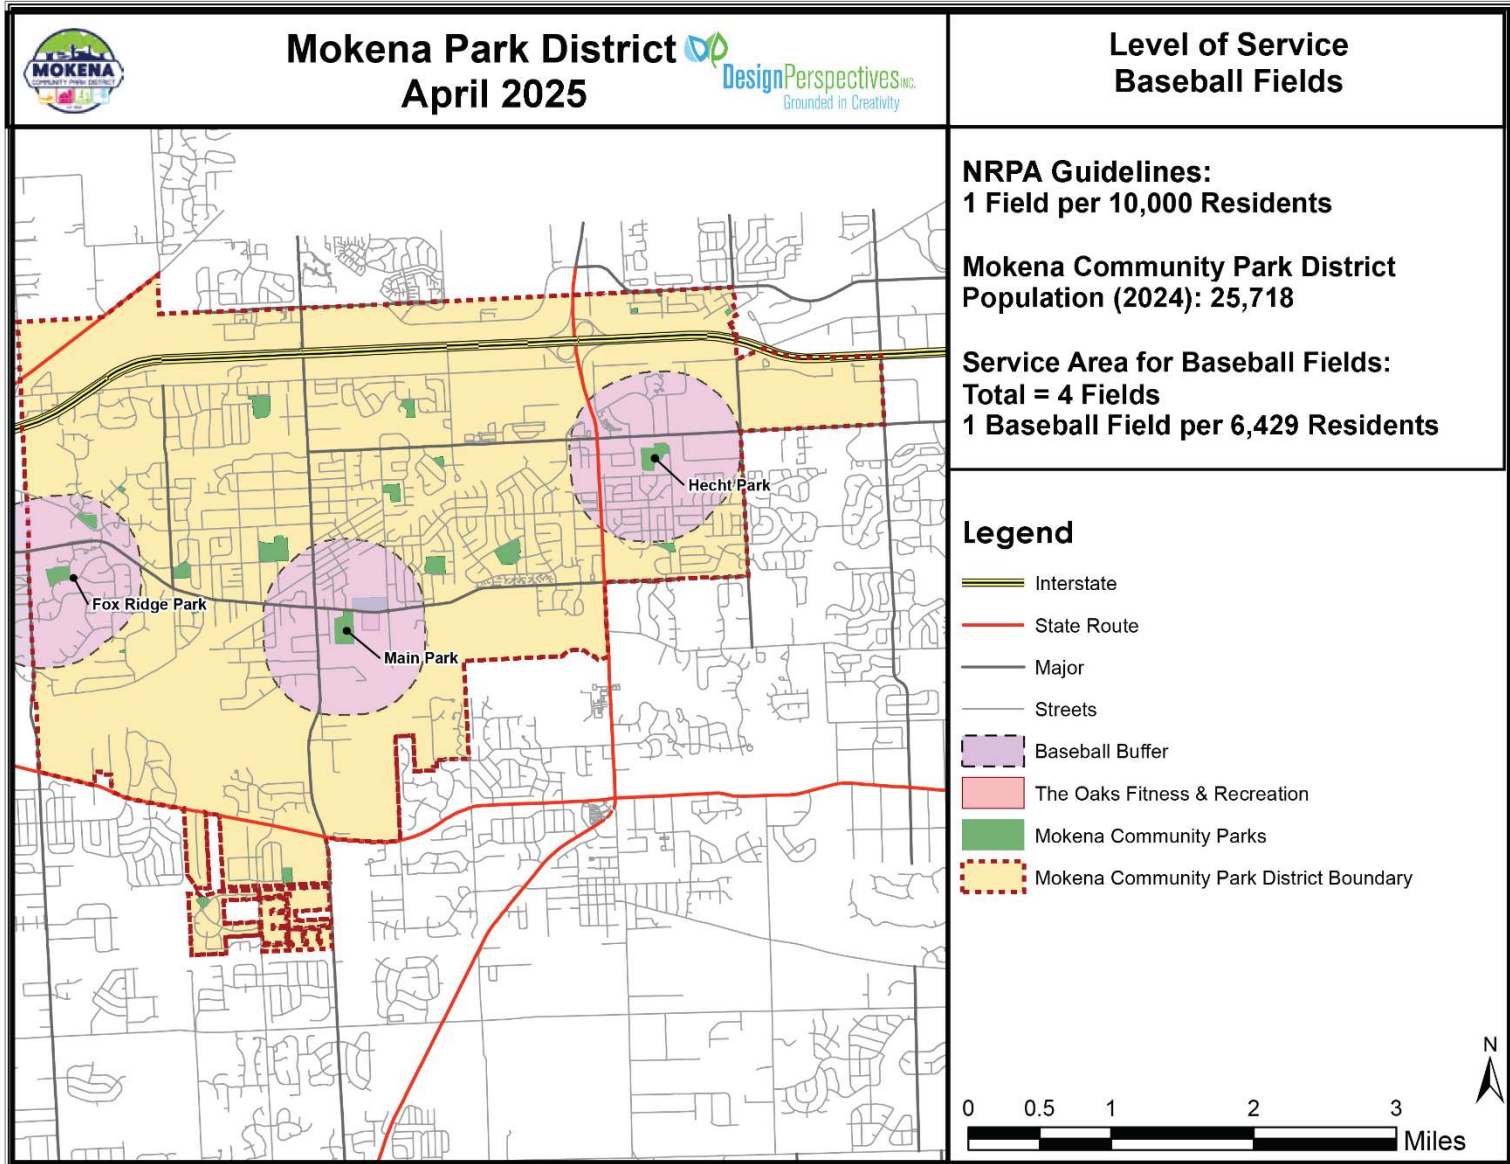 MOKENA
COMMUNITY PARK DISTRICT
Mokena Park District
April 2025
DesignPerspectives INC.
Grounded in Creativity
Level of Service
Baseball Fields
NRPA Guidelines:
1 Field per 10,000 Residents
Mokena Community Park District
Population (2024): 25,718
Service Area for Baseball Fields:
Total = 4 Fields
1 Baseball Field per 6,429 Residents
Hecht Park
Fox Ridge Park
Main Park
Legend
Interstate
State Route
Major
Streets
Baseball Buffer
The Oaks Fitness & Recreation
Mokena Community Parks
Mokena Community Park District Boundary
N
0 0.5 1 2 3
Miles